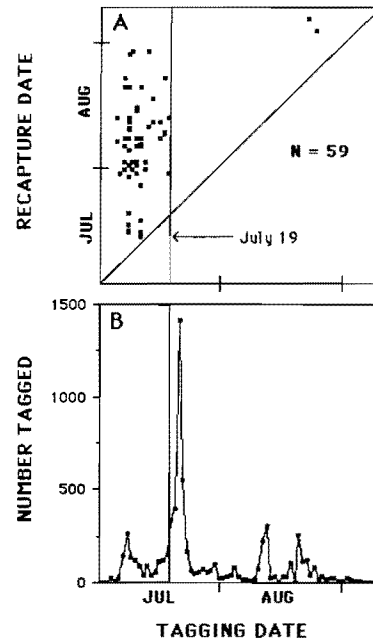 A
RECAPTURE DATE
AUG
JUL
N = 59
July 19
B
NUMBER TAGGED
1500
1000
500
0
JUL AUG
TAGGING DATE